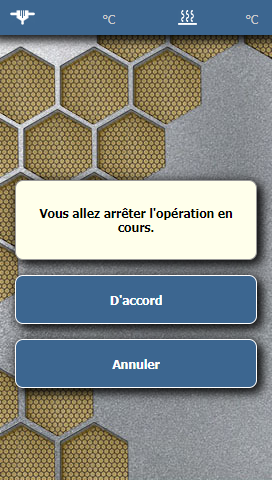 °C °C
Vous allez arrêter l'opération en
cours.
D'accord
Annuler